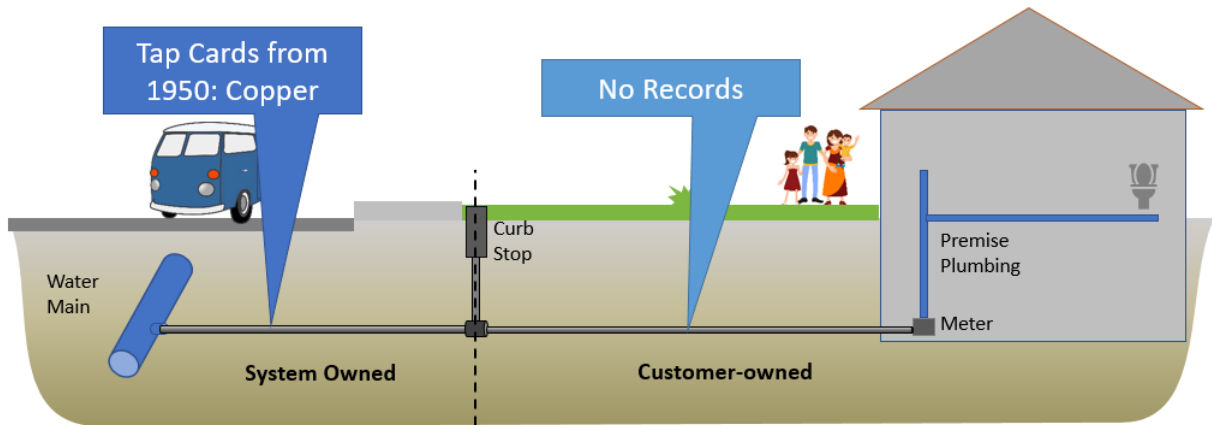 Tap Cards from
1950: Copper
No Records
Curb
Stop
Water
Main
Premise
Plumbing
Meter
System Owned
Customer-owned